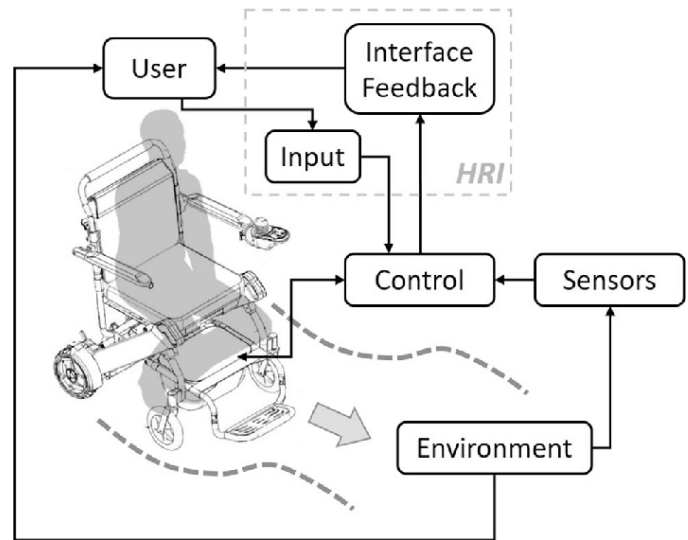 User
Interface
Feedback
Input
HRI
Control
Sensors
Environment